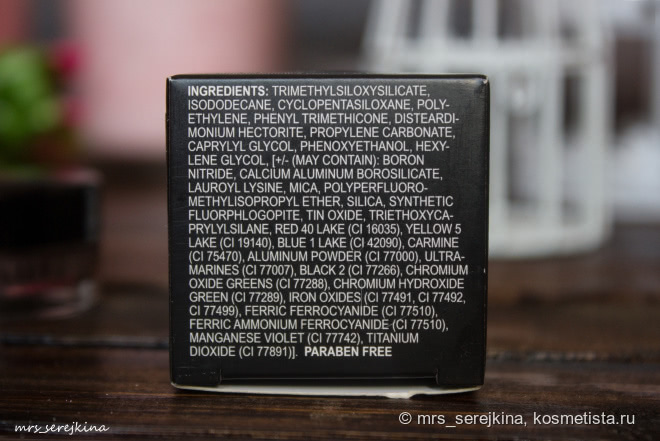 INGREDIENTS: TRIMETHYLSILOXYSILICATE,
ISODODECANE, CYCLOPENTASILOXANE, POLY-
ETHYLENE, PHENYL TRIMETHICONE, DISTEARDI-
MONIUM HECTORITE, PROPYLENE CARBONATE,
CAPRYLYL GLYCOL, PHENOXYETHANOL, HEXY-
LENE GLYCOL, [+/- (MAY CONTAIN): BORON
NITRIDE, CALCIUM ALUMINUM BOROSILICATE,
LAUROYL LYSINE, MICA, POLYPERFLUORO-
METHYLISOPROPYL ETHER, SILICA, SYNTHETIC
FLUORPHLOGOPITE, TIN OXIDE, TRIETHOXYCA-
PRYLYLSILANE, RED 40 LAKE (CI 16035), YELLOW 5
LAKE (CI 19140), BLUE 1 LAKE (CI 42090), CARMINE
(CI 75470), ALUMINUM POWDER (CI 77000), ULTRA-
MARINES (CI 77007), BLACK 2 (CI 77266), CHROMIUM
OXIDE GREENS (CI 77288), CHROMIUM HYDROXIDE
GREEN (CI 77289), IRON OXIDES (CI 77491, CI 77492,
CI 77499), FERRIC FERROCYANIDE (CI 77510),
FERRIC AMMONIUM FERROCYANIDE (CI 77510),
MANGANESE VIOLET (CI 77742), TITANIUM
DIOXIDE (CI 77891)]. PARABEN FREE
mrs_serejkina
© mrs_serejkina, kosmetista.ru